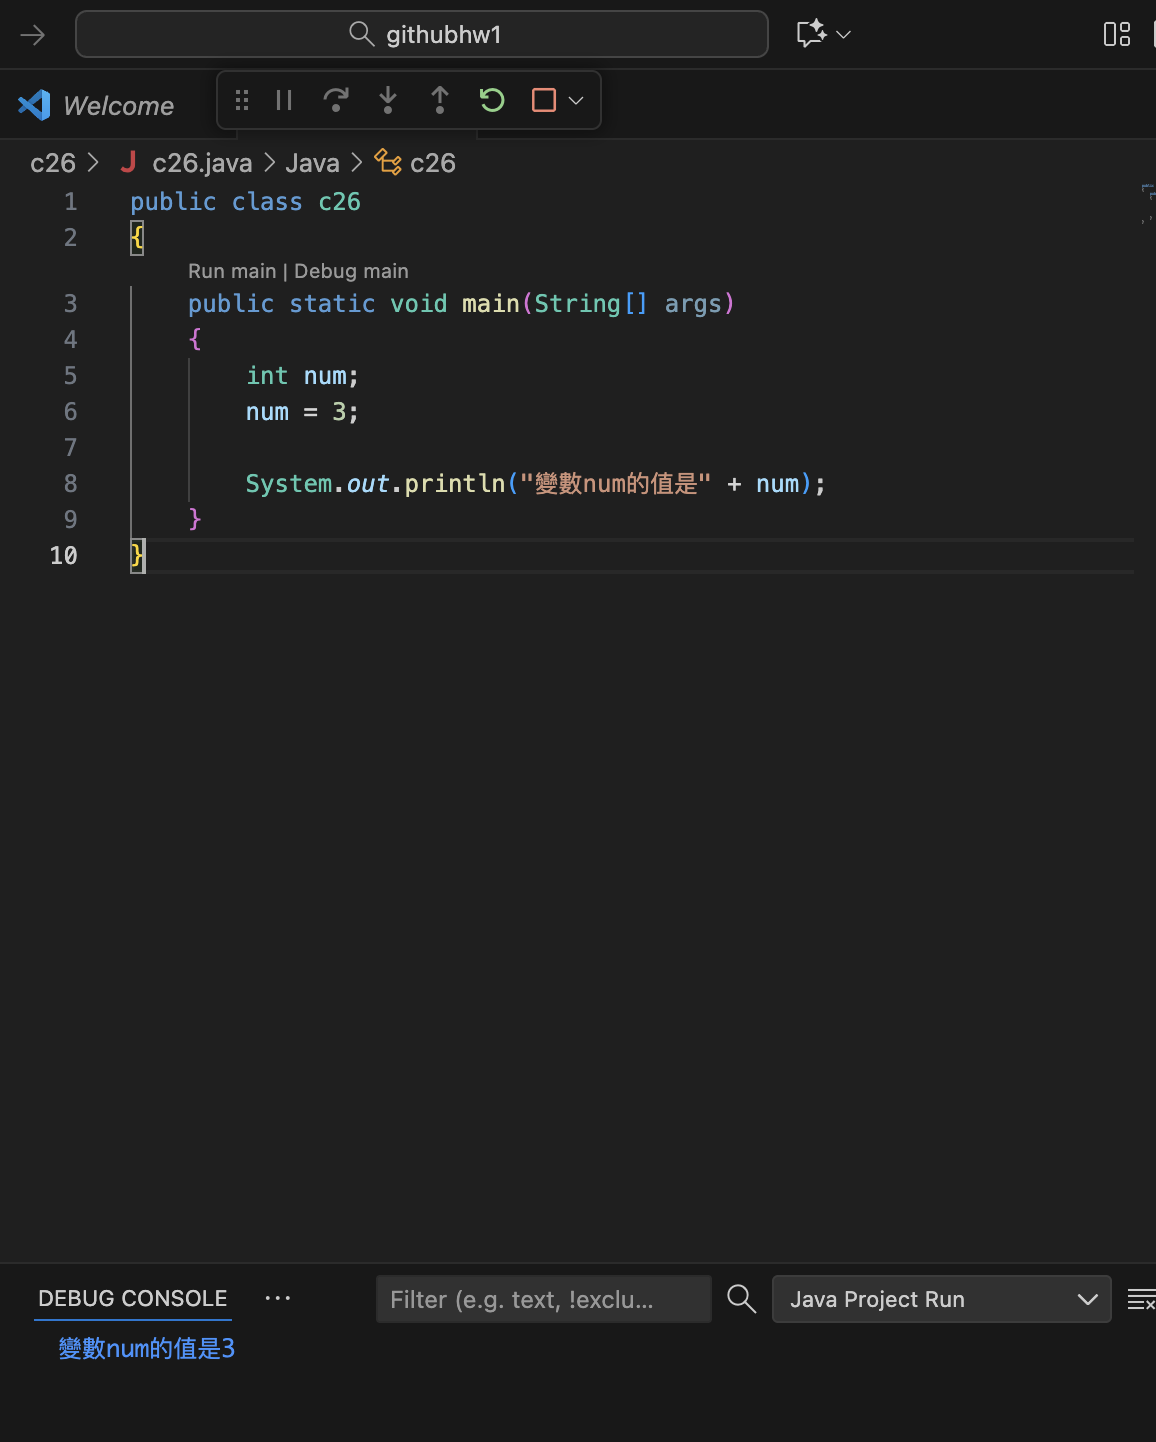 githubhw1
Welcome
c26 > J c26.java > Java > c26
1 public class c26
2 {
Run main | Debug main
3 public static void main(String[] args)
4 {
5 int num;
6 num = 3;
7
8 System.out.println("變數num的值是" + num);
9 }
10 }
DEBUG CONSOLE ···
Filter (e.g. text, !exclu...
Java Project Run
變數num的值是3